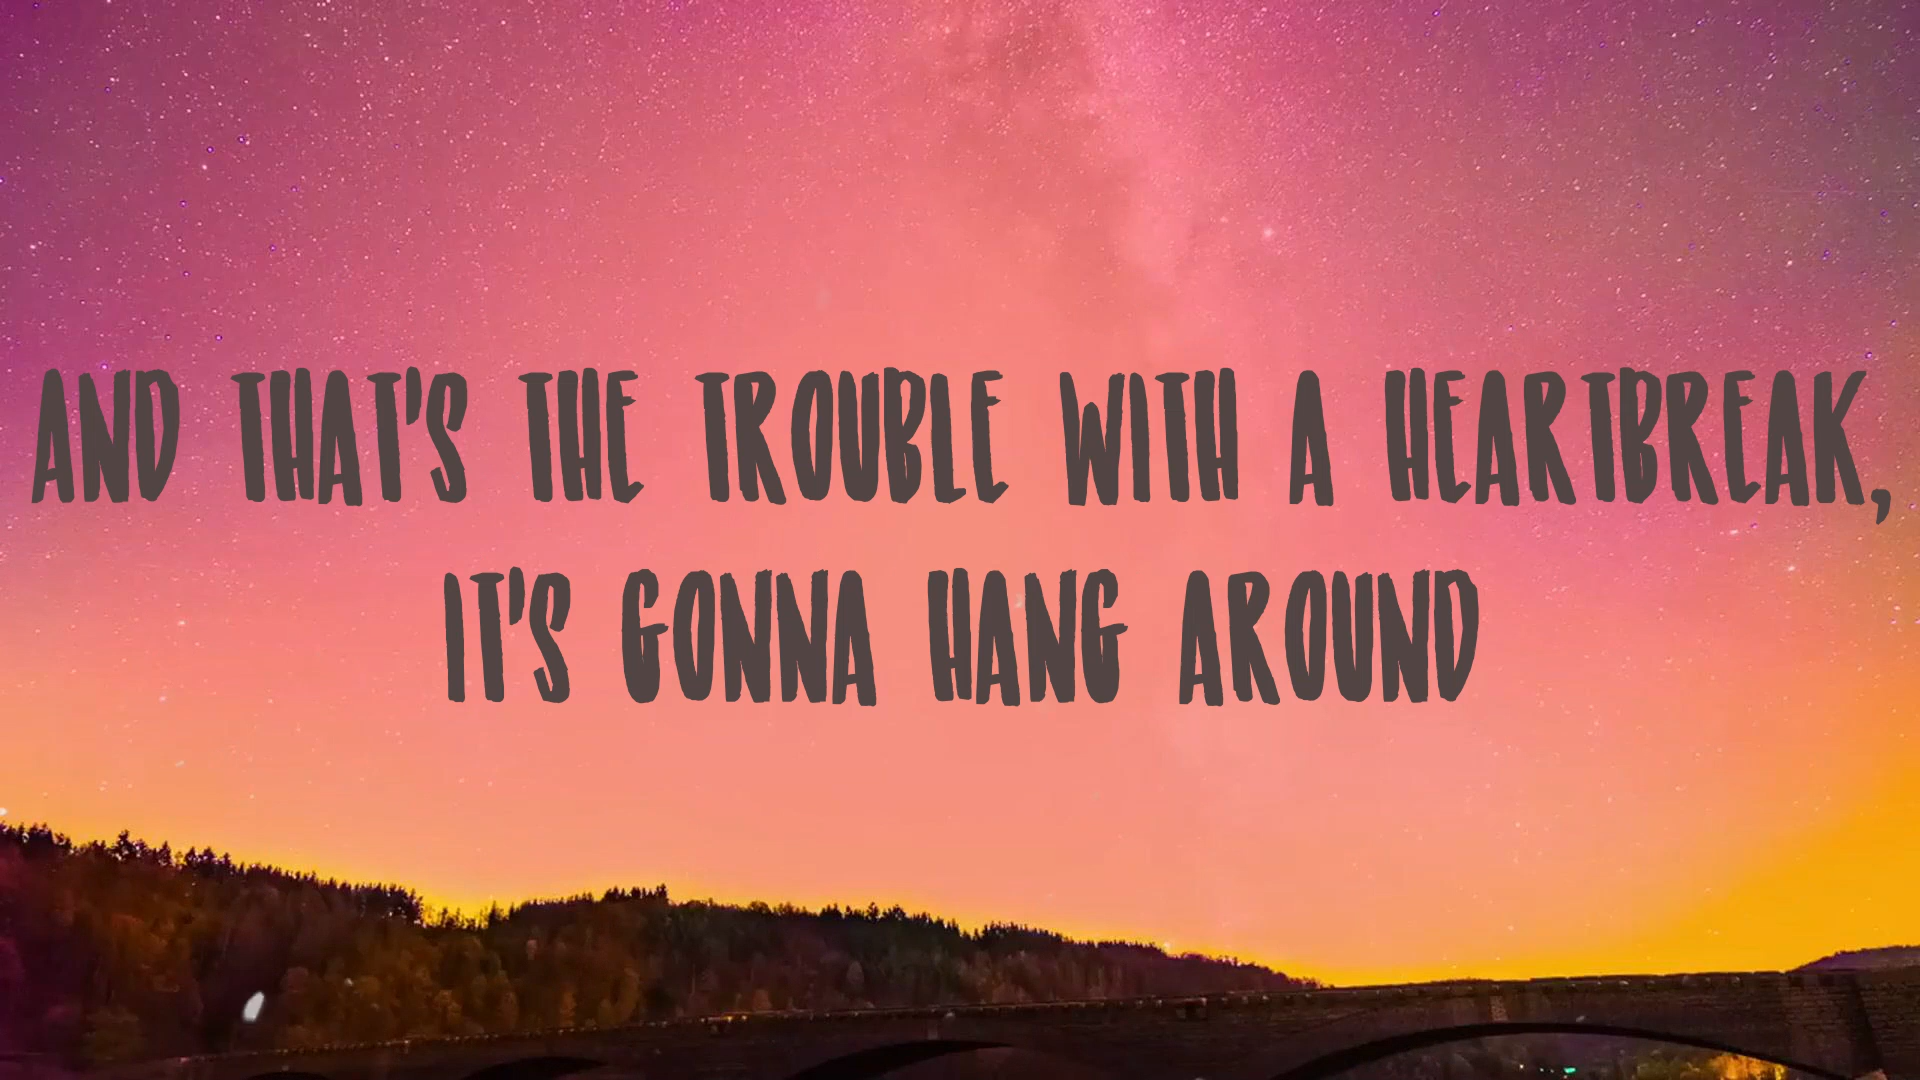 AND THAT'S THE TROUBLE WITH A HEARTBREAK,
IT'S GONNA HANG AROUND